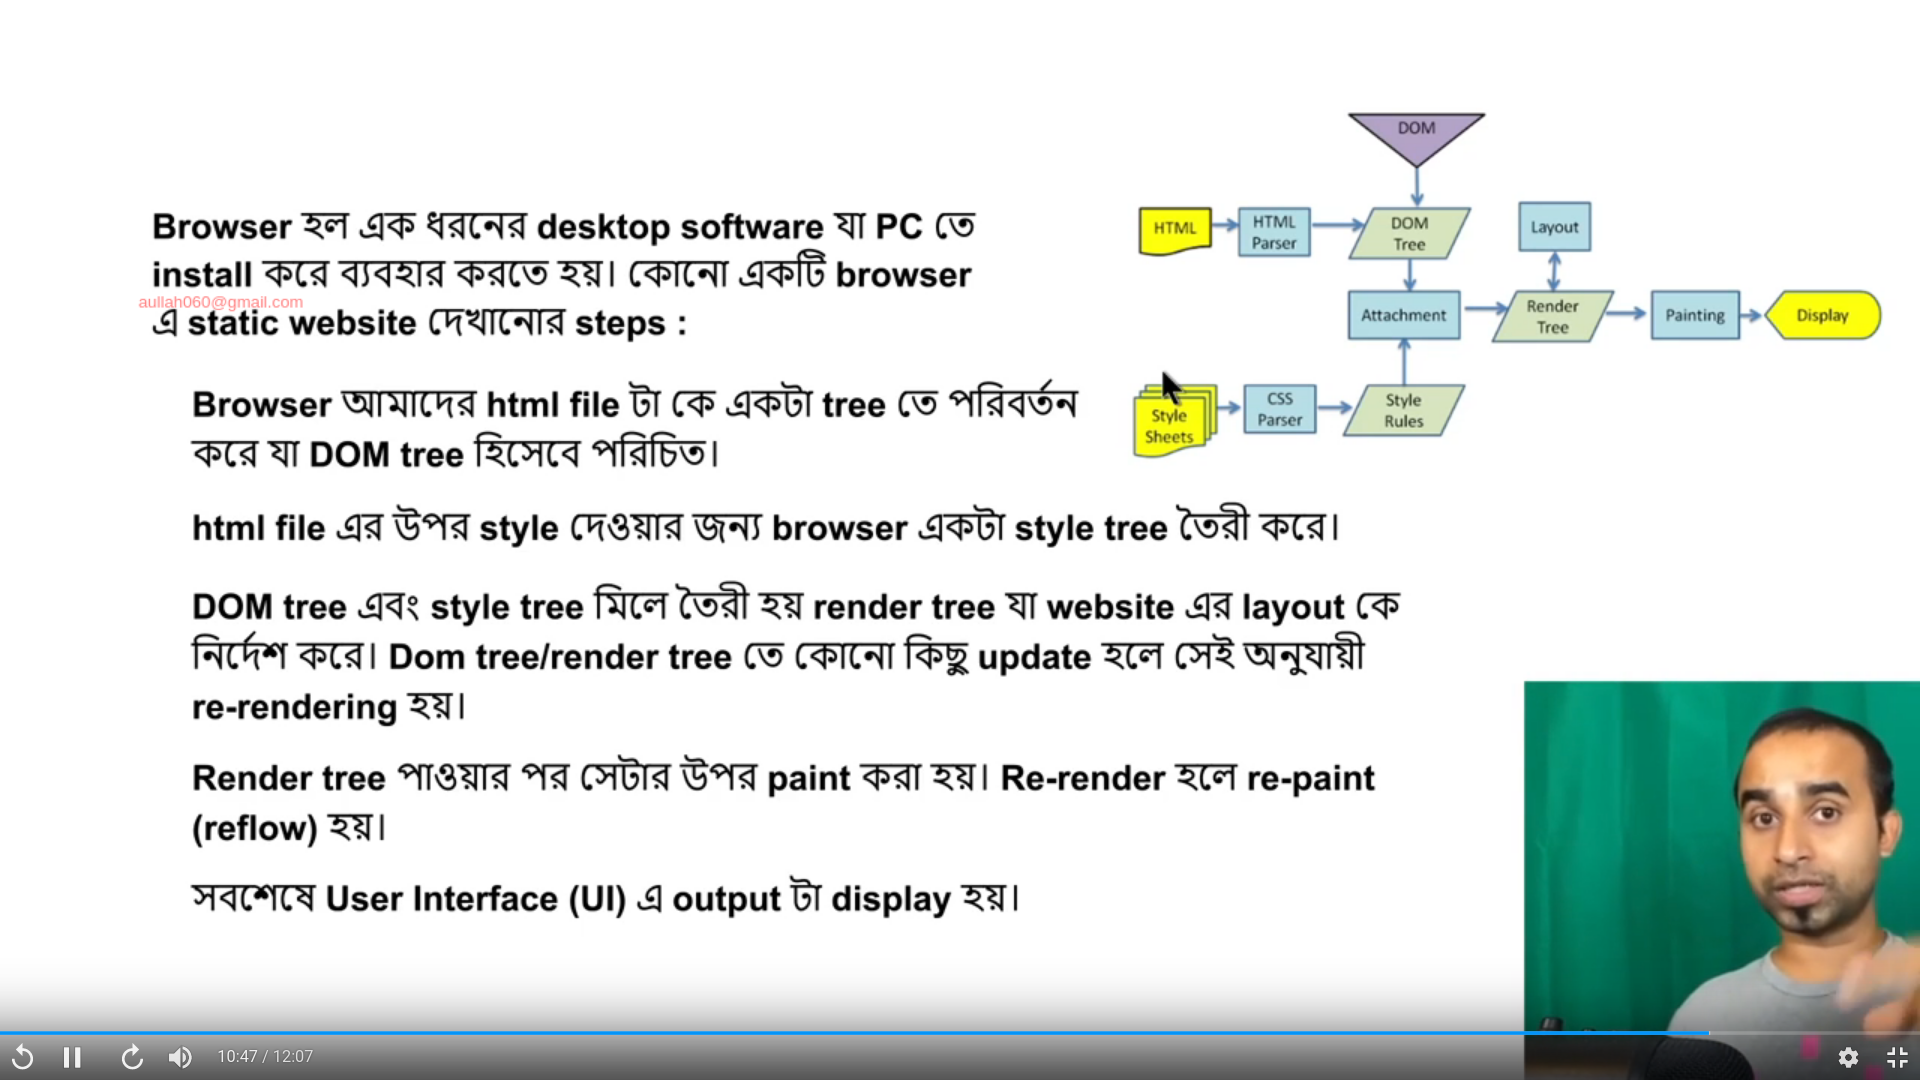 Browser হল এক ধরনের desktop software যা PC তে
install করে ব্যবহার করতে হয়। কোনো একটি browser
aullah060@gmail.com
এ static website দেখানোর steps :
Browser আমাদের html file টা কে একটা tree তে পরিবর্তন
করে যা DOM tree হিসেবে পরিচিত।
html file এর উপর style দেওয়ার জন্য browser একটা style tree তৈরী করে।
DOM tree এবং style tree মিলে তৈরী হয় render tree যা website এর layout কে
নির্দেশ করে। Dom tree/render tree তে কোনো কিছু update হলে সেই অনুযায়ী
re-rendering হয়।
Render tree পাওয়ার পর সেটার উপর paint করা হয়। Re-render হলে re-paint
(reflow) হয়।
সবশেষে User Interface (UI) এ output টা display হয়।
DOM
HTML
HTML
Parser
DOM
Tree
Layout
Attachment
Render
Tree
Painting
Display
Style
Sheets
CSS
Parser
Style
Rules
10:47 / 12:07